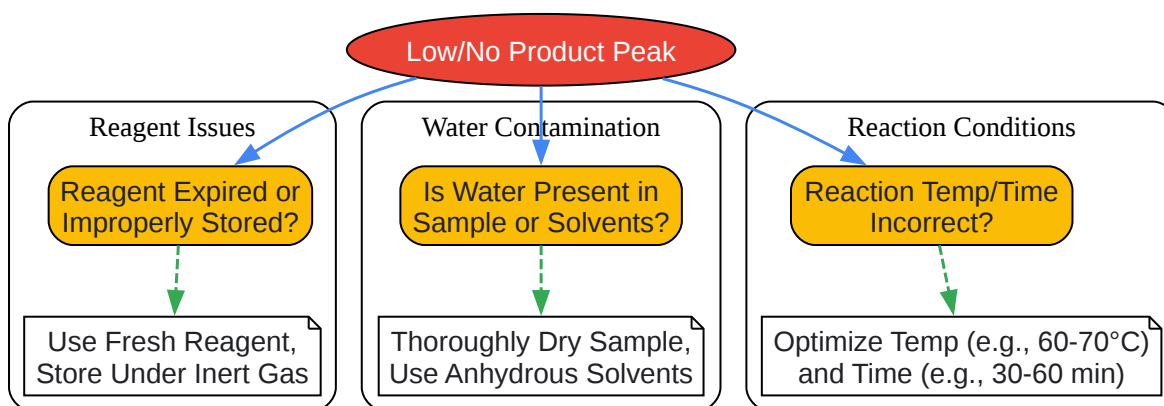 Low/No Product Peak
Reagent Issues
Reagent Expired or
Improperly Stored?
Use Fresh Reagent,
Store Under Inert Gas
Water Contamination
Is Water Present in
Sample or Solvents?
Thoroughly Dry Sample,
Use Anhydrous Solvents
Reaction Conditions
Reaction Temp/Time
Incorrect?
Optimize Temp (e.g., 60-70°C)
and Time (e.g., 30-60 min)